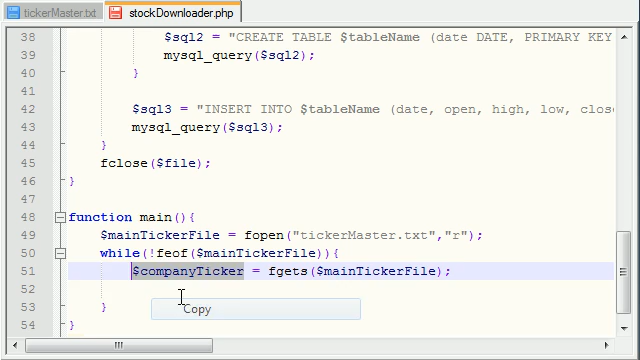 tickerMaster.txt stockDownloader.php
38 $sql2 = "CREATE TABLE $tableName (date DATE, PRIMARY KEY
39 mysql_query($sql2);
40 }
41
42 $sql3 = "INSERT INTO $tableName (date, open, high, low, clos
43 mysql_query($sql3);
44 }
45 fclose($file);
46 }
47
48 function main(){
49 $mainTickerFile = fopen("tickerMaster.txt","r");
50 while(!feof($mainTickerFile)){
51 $companyTicker = fgets($mainTickerFile);
52
Copy
53 }
54 }